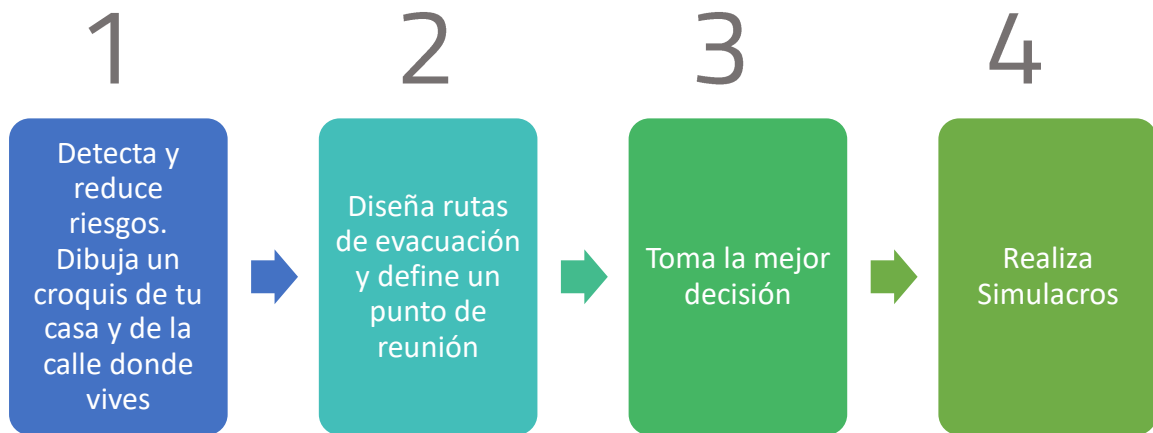 1
2
3
4
Detecta y
reduce
riesgos.
Dibuja un
croquis de tu
casa y de la
calle donde
vives
Diseña rutas
de evacuación
y define un
punto de
reunión
Toma la mejor
decisión
Realiza
Simulacros